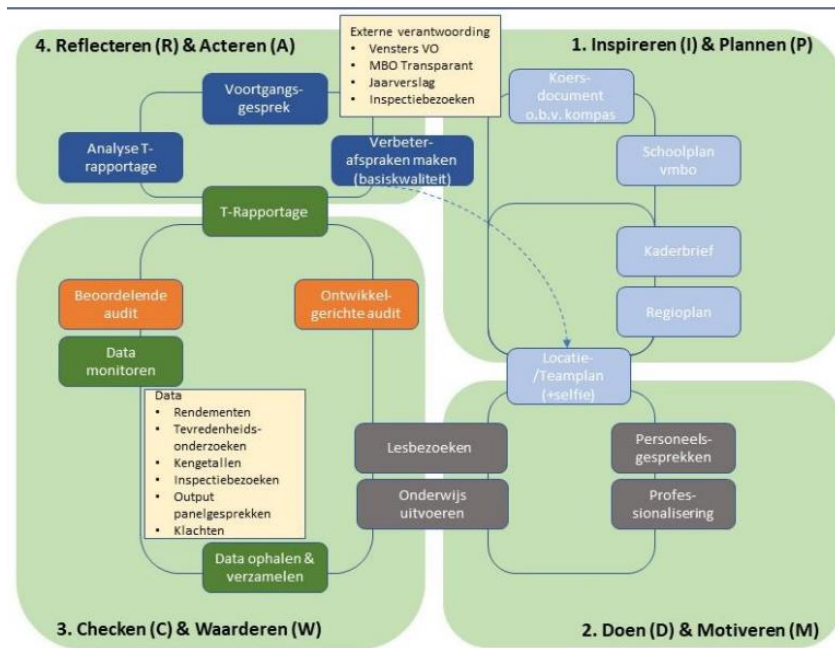 4. Reflecteren (R) & Acteren (A)
Externe verantwoording
• Vensters VO
• MBO Transparant
• Jaarverslag
• Inspectiebezoeken
1. Inspireren (I) & Plannen (P)
Voortgangs-
gesprek
Analyse T-
rapportage
Verbeter-
afspraken maken
(basiskwaliteit)
T-Rapportage
Koers-
document
o.b.v. kompas
Schoolplan
vmbo
Kaderbrief
Regioplan
Locatie-
/Teamplan
(+selfie)
Beoordelende
audit
Ontwikkel-
gerichte audit
Data
monitoren
Data
• Rendementen
• Tevredenheids-
onderzoeken
• Kengetallen
• Inspectiebezoeken
• Output
panelgesprekken
• Klachten
Data ophalen &
verzamelen
Lesbezoeken
Onderwijs
uitvoeren
Personeels-
gesprekken
Profes-
sionalisering
3. Checken (C) & Waarderen (W)
2. Doen (D) & Motiveren (M)